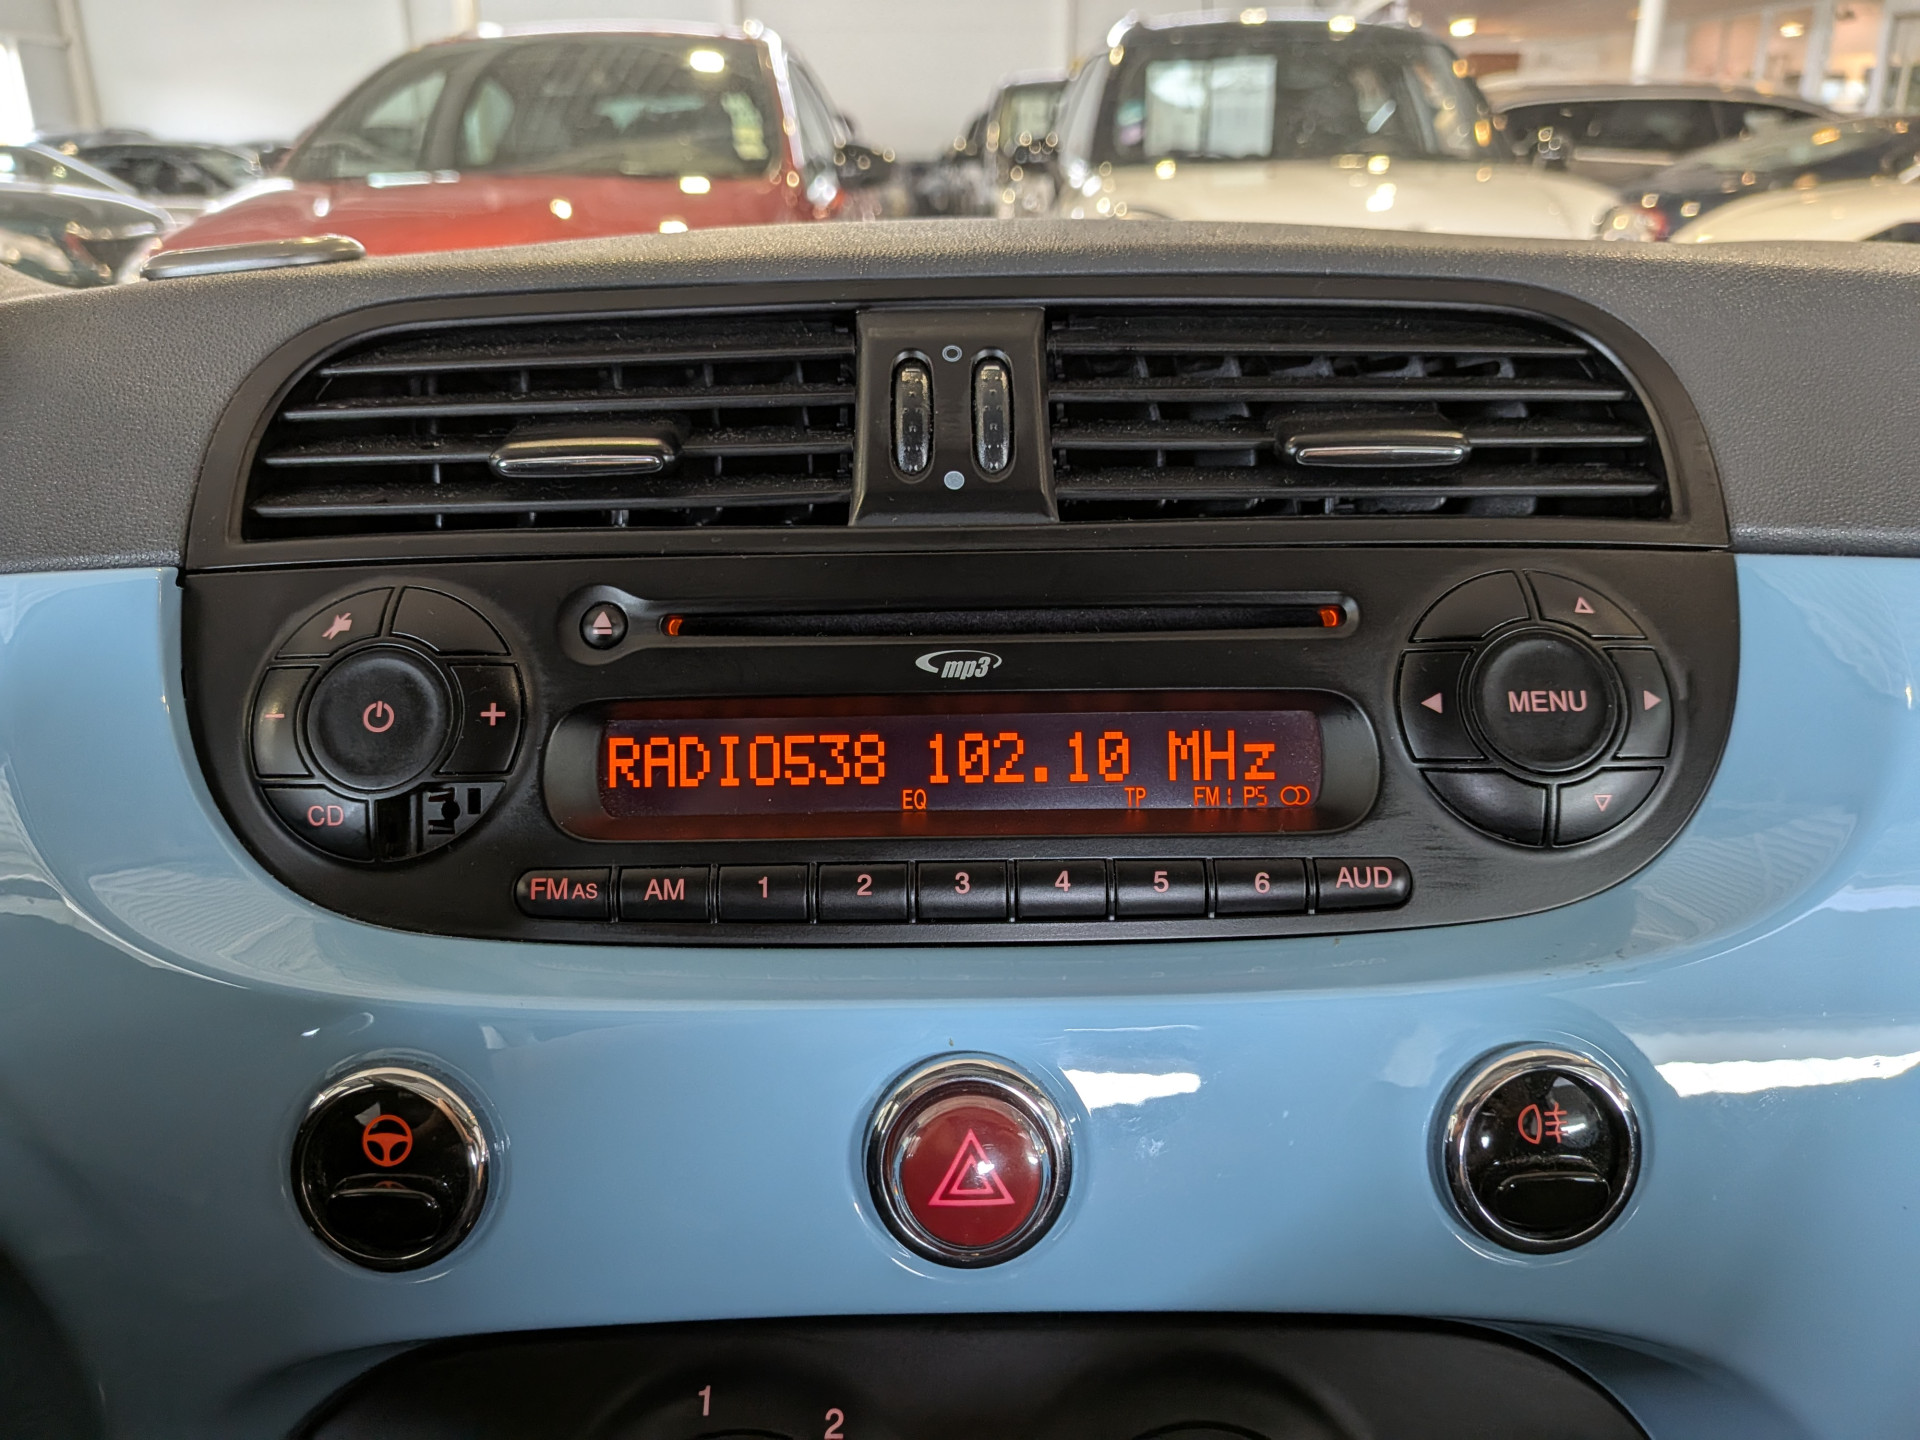 mp3
RADIO538 102.10 MHz
EQ TP FM1 PS
MENU
CD
FM AS AM 1 2 3 4 5 6 AUD
1
2